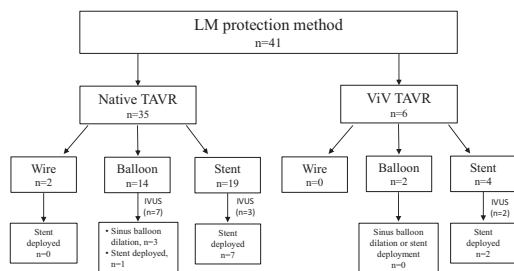 LM protection method
n=41
Native TAVR
n=35
ViV TAVR
n=6
Wire
n=2
Balloon
n=14
Stent
n=19
Wire
n=0
Balloon
n=2
Stent
n=4
IVUS
(n=7)
IVUS
(n=3)
IVUS
(n=2)
Stent
deployed
n=0
• Sinus balloon
dilation, n=3
• Stent deployed,
n=1
Stent
deployed
n=7
Sinus balloon
dilation or stent
deployment
n=0
Stent
deployed
n=2